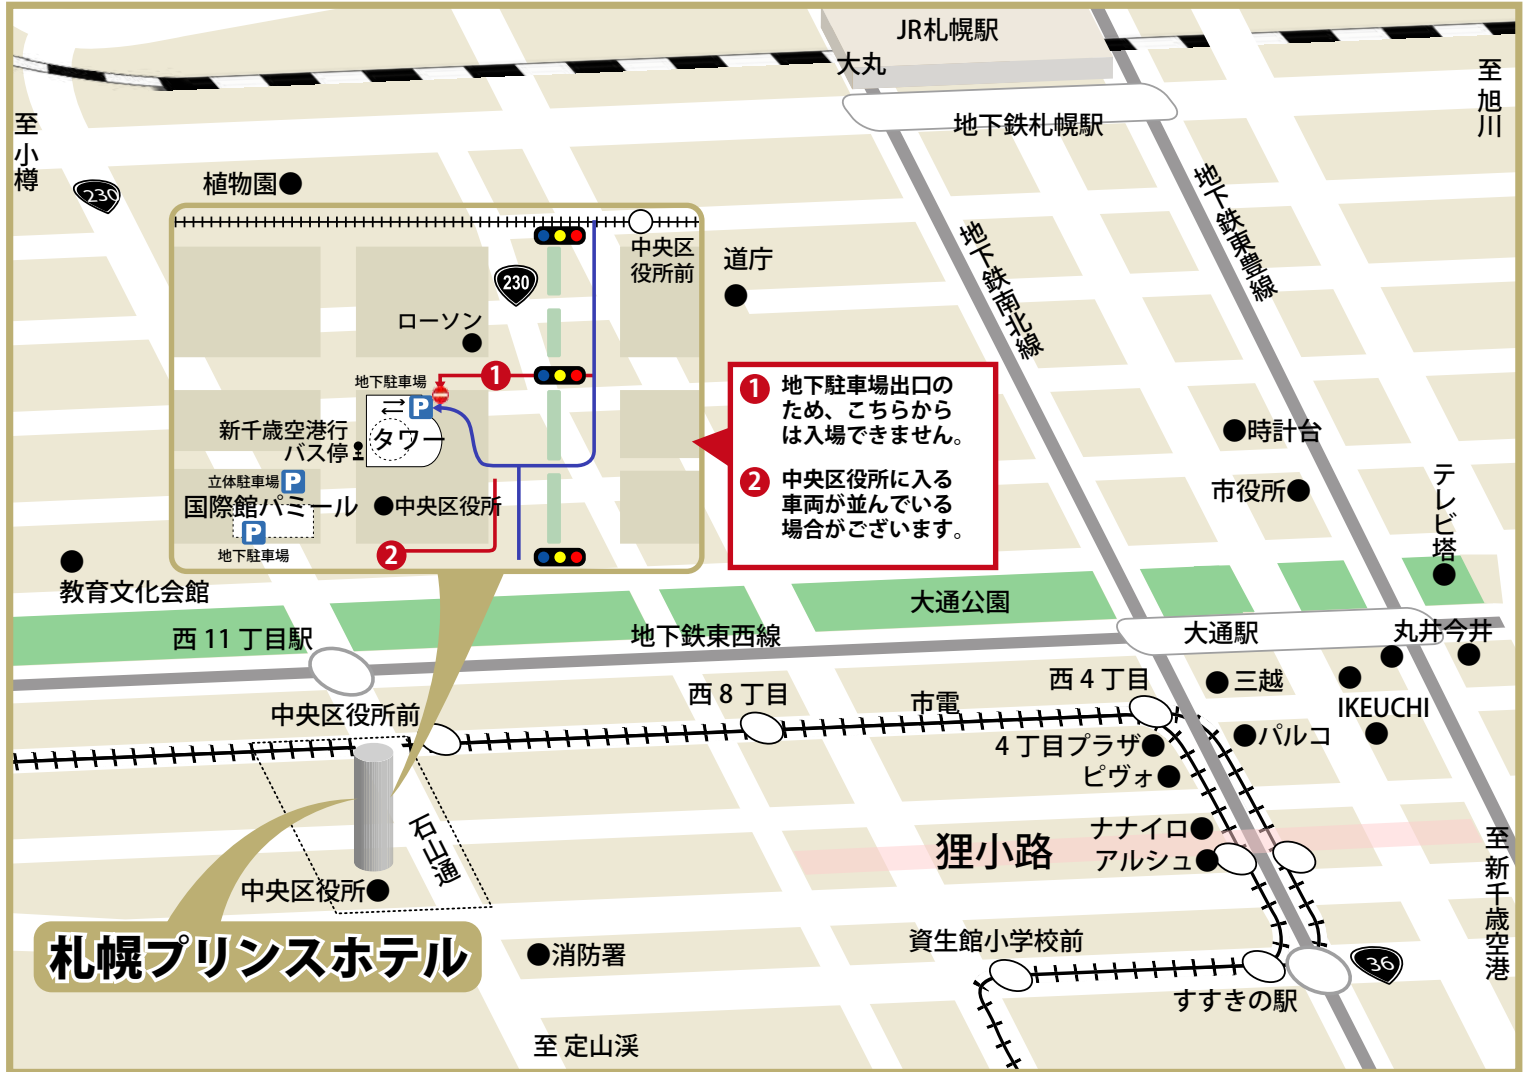 JR札幌駅
大丸
地下鉄札幌駅
至旭川
至小樽
230
植物園
地下鉄東豊線
地下鉄南北線
道庁
中央区
役所前
230
ローソン
1
地下駐車場
P
タワー
新千歳空港行
バス停
立体駐車場 P
国際館パミール
中央区役所
P
地下駐車場
2
1 地下駐車場出口の
ため、こちらから
は入場できません。
2 中央区役所に入る
車両が並んでいる
場合がございます。
時計台
市役所
テレビ塔
教育文化会館
大通公園
西11丁目駅
地下鉄東西線
大通駅
丸井今井
三越
西4丁目
西8丁目
市電
IKEUCHI
中央区役所前
パルコ
4丁目プラザ
ピヴォ
石山通
ナナイロ
狸小路
アルシュ
至新千歳空港
中央区役所
札幌プリンスホテル
消防署
資生館小学校前
36
すすきの駅
至 定山渓